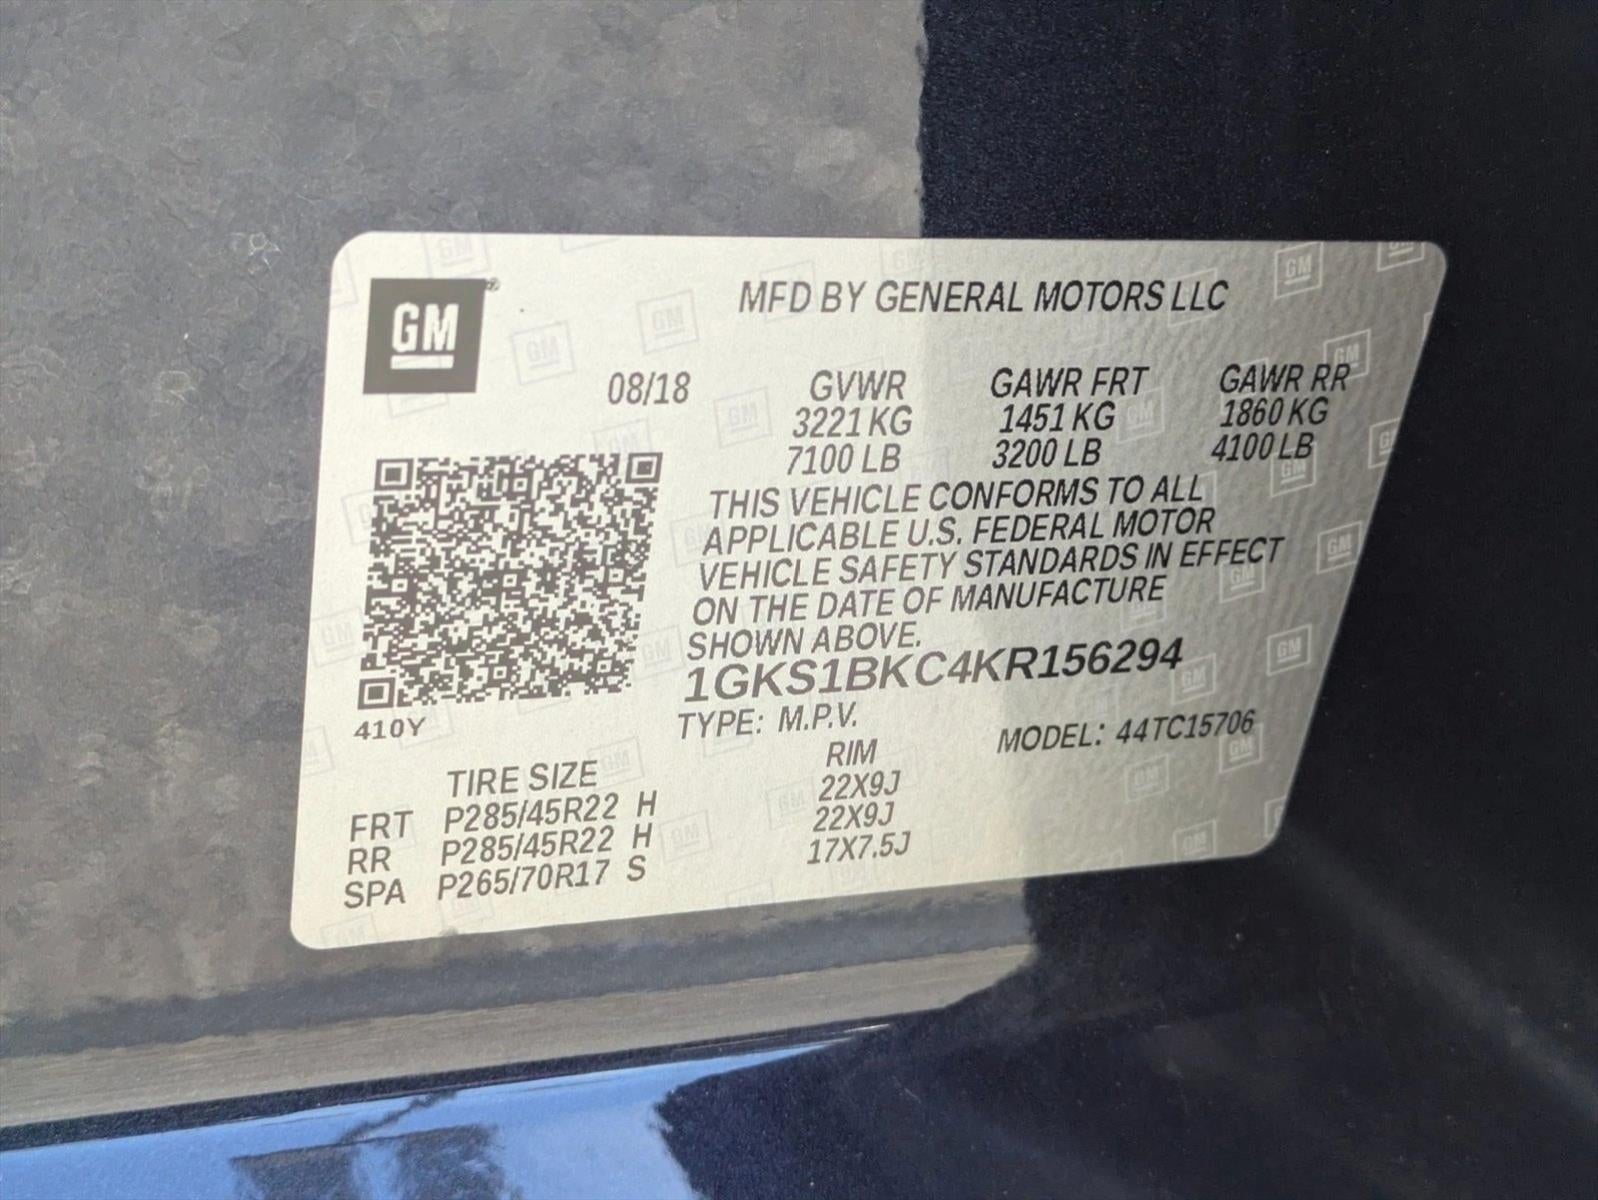 GM
MFD BY GENERAL MOTORS LLC
08/18 GVWR GAWR FRT GAWR RR
3221 KG 1451 KG 1860 KG
7100 LB 3200 LB 4100 LB
THIS VEHICLE CONFORMS TO ALL
APPLICABLE U.S. FEDERAL MOTOR
VEHICLE SAFETY STANDARDS IN EFFECT
ON THE DATE OF MANUFACTURE
SHOWN ABOVE.
1GKS1BKC4KR156294
410Y
TYPE: M.P.V. MODEL: 44TC15706
TIRE SIZE RIM
FRT P285/45R22 H 22X9J
RR P285/45R22 H 22X9J
SPA P265/70R17 S 17X7.5J